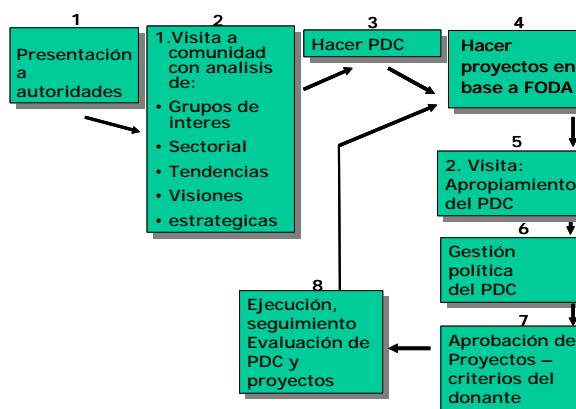 1
Presentación
a
autoridades
2
1.Visita a
comunidad
con analisis
de:
• Grupos de
interes
• Sectorial
• Tendencias
• Visiones
• estrategicas
3
Hacer PDC
4
Hacer
proyectos en
base a FODA
5
2. Visita:
Apropiamiento
del PDC
6
Gestión
política
del PDC
7
Aprobación de
Proyectos –
criterios del
donante
8
Ejecución,
seguimiento
Evaluación de
PDC y
proyectos